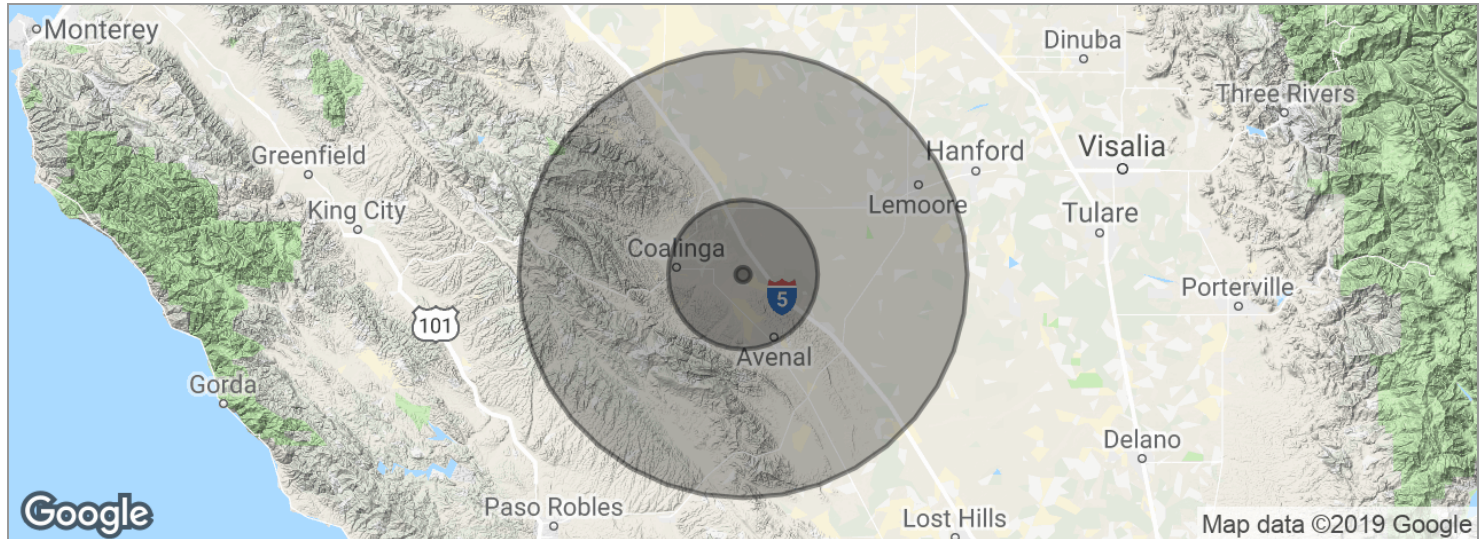 Monterey
Dinuba
Three Rivers
Hanford
Visalia
Greenfield
Lemoore
King City
Tulare
Coalinga
Porterville
5
101
Avenal
Gorda
Delano
Paso Robles
Lost Hills
Google
Map data ©2019 Google